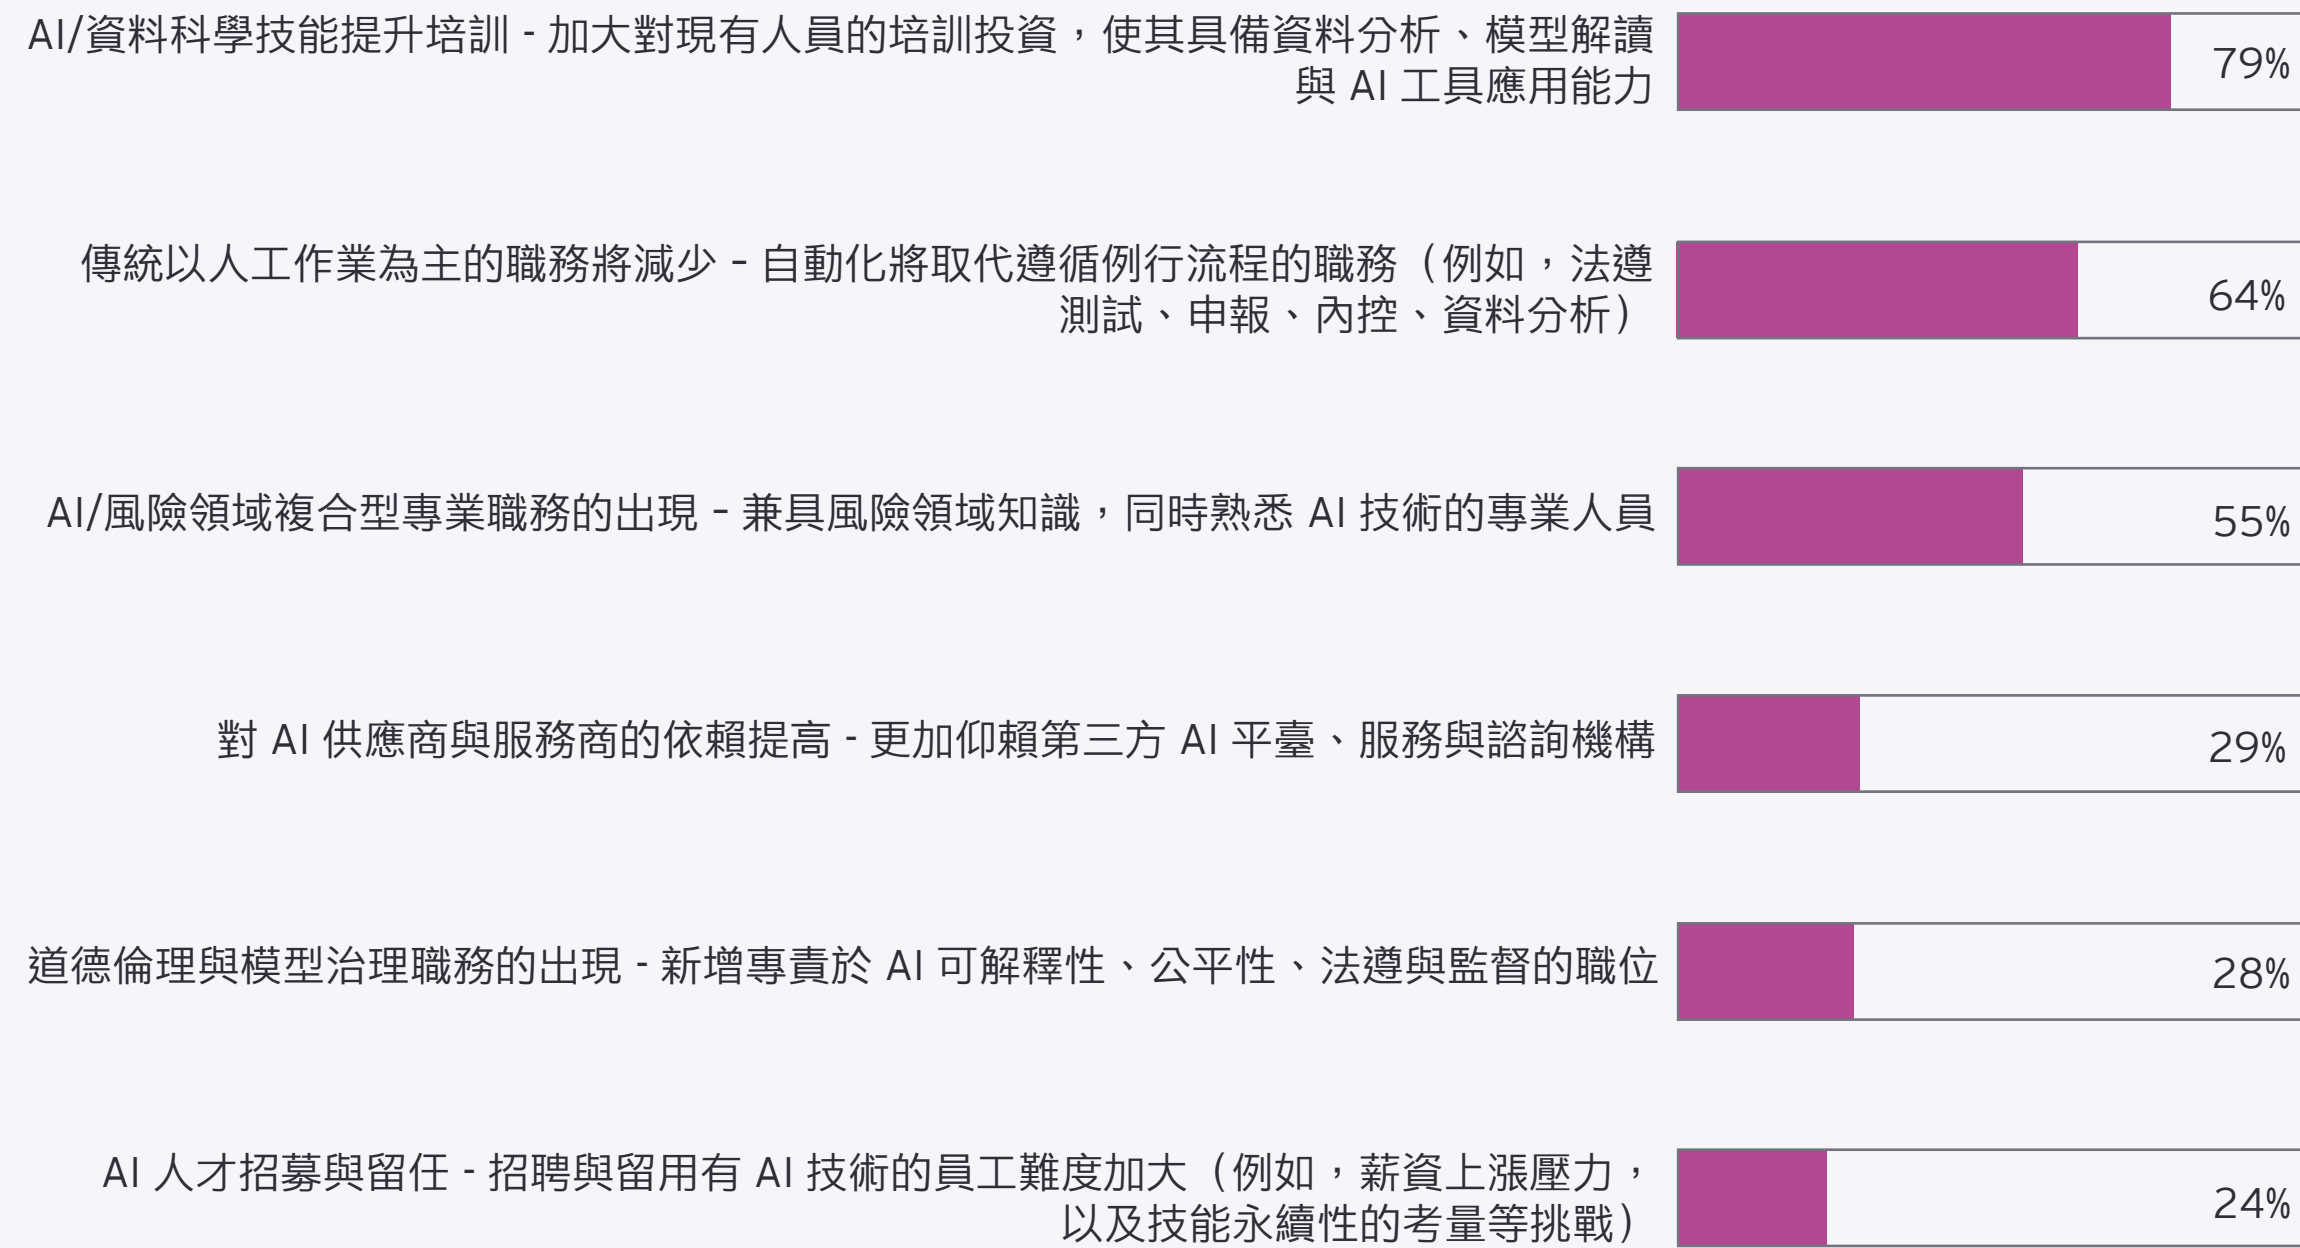 AI/資料科學技能提升培訓 - 加大對現有人員的培訓投資，使其具備資料分析、模型解讀
與 AI 工具應用能力
79%
傳統以人工作業為主的職務將減少 – 自動化將取代遵循例行流程的職務（例如，法遵
測試、申報、內控、資料分析）
64%
AI/風險領域複合型專業職務的出現 – 兼具風險領域知識，同時熟悉 AI 技術的專業人員
55%
對 AI 供應商與服務商的依賴提高 - 更加仰賴第三方 AI 平臺、服務與諮詢機構
29%
道德倫理與模型治理職務的出現 - 新增專責於 AI 可解釋性、公平性、法遵與監督的職位
28%
AI 人才招募與留任 - 招聘與留用有 AI 技術的員工難度加大（例如，薪資上漲壓力，
以及技能永續性的考量等挑戰）
24%